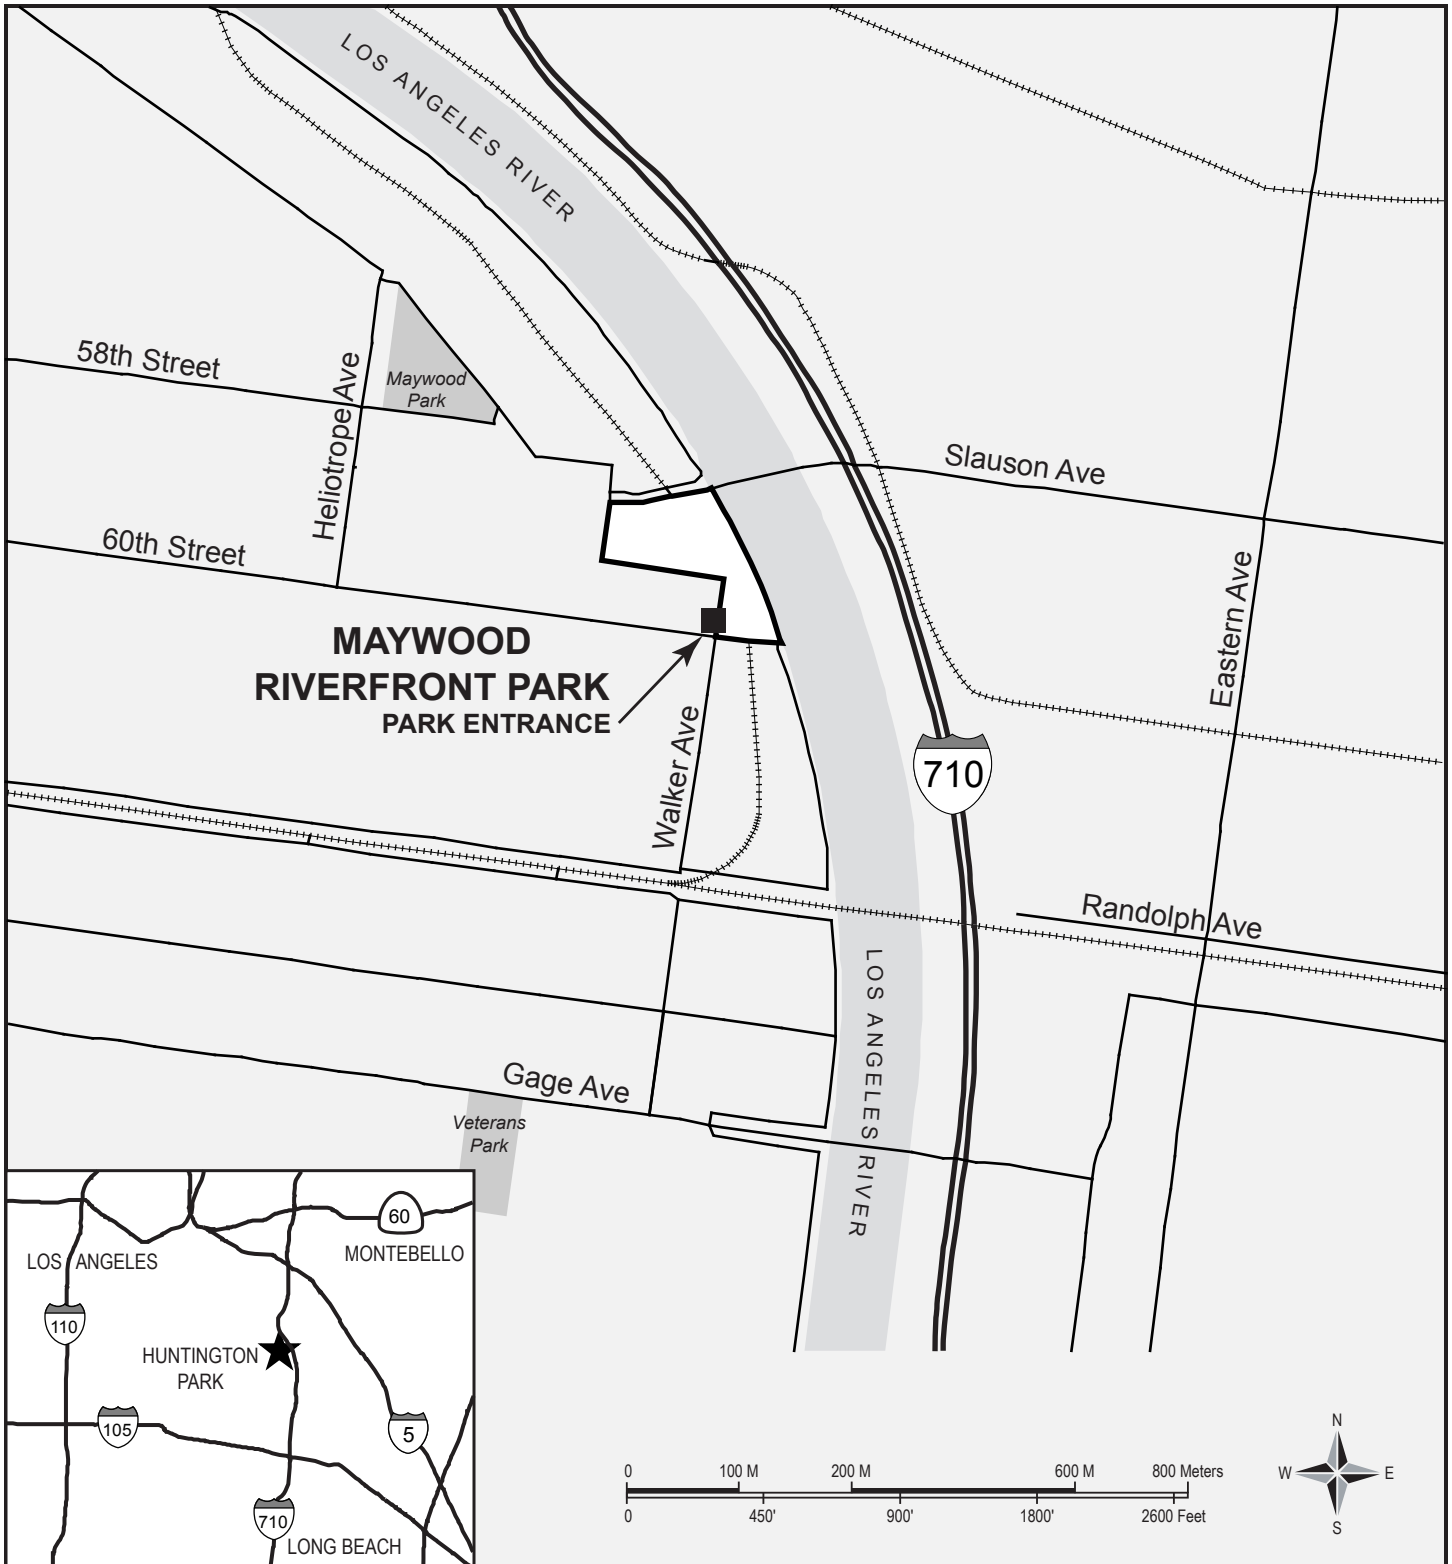 LOS ANGELES RIVER
58th Street
Heliotrope Ave
Maywood
Park
Slauson Ave
60th Street
Eastern Ave
MAYWOOD
RIVERFRONT PARK
PARK ENTRANCE
Walker Ave
710
Randolph Ave
LOS ANGELES RIVER
Gage Ave
Veterans
Park
60
LOS ANGELES
MONTEBELLO
110
HUNTINGTON
PARK
105
5
710
LONG BEACH
0 100 M 200 M 600 M 800 Meters
0 450' 900' 1800' 2600 Feet
N
W E
S